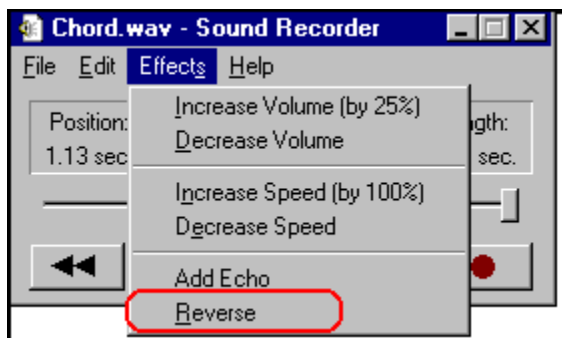 Chord.wav - Sound Recorder
File Edit Effects Help
Increase Volume (by 25%)
Position: gth:
Decrease Volume
1.13 sec sec.
Increase Speed (by 100%)
Decrease Speed
Add Echo
Reverse